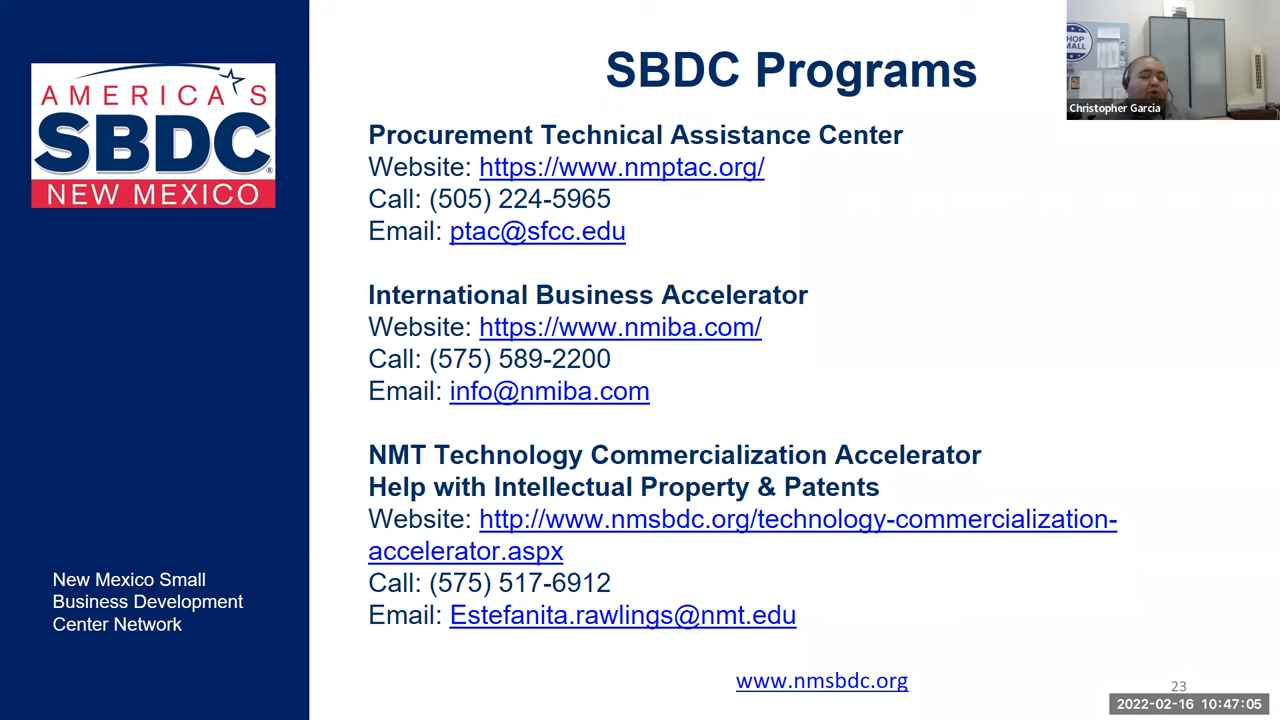 AMERICA'S
SBDC®
NEW MEXICO
New Mexico Small
Business Development
Center Network
SBDC Programs
Procurement Technical Assistance Center
Website: https://www.nmptac.org/
Call: (505) 224-5965
Email: ptac@sfcc.edu
International Business Accelerator
Website: https://www.nmiba.com/
Call: (575) 589-2200
Email: info@nmiba.com
NMT Technology Commercialization Accelerator
Help with Intellectual Property & Patents
Website: http://www.nmsbdc.org/technology-commercialization-
accelerator.aspx
Call: (575) 517-6912
Email: Estefanita.rawlings@nmt.edu
www.nmsbdc.org
23
HOP
MALL
Christopher Garcia
2022-02-16 10:47:05